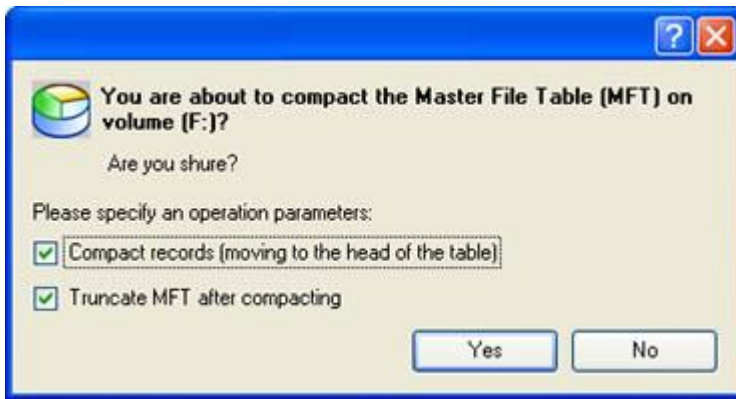 ?
You are about to compact the Master File Table (MFT) on
volume (F:)?
Are you shure?
Please specify an operation parameters:
Compact records (moving to the head of the table)
Truncate MFT after compacting
Yes No